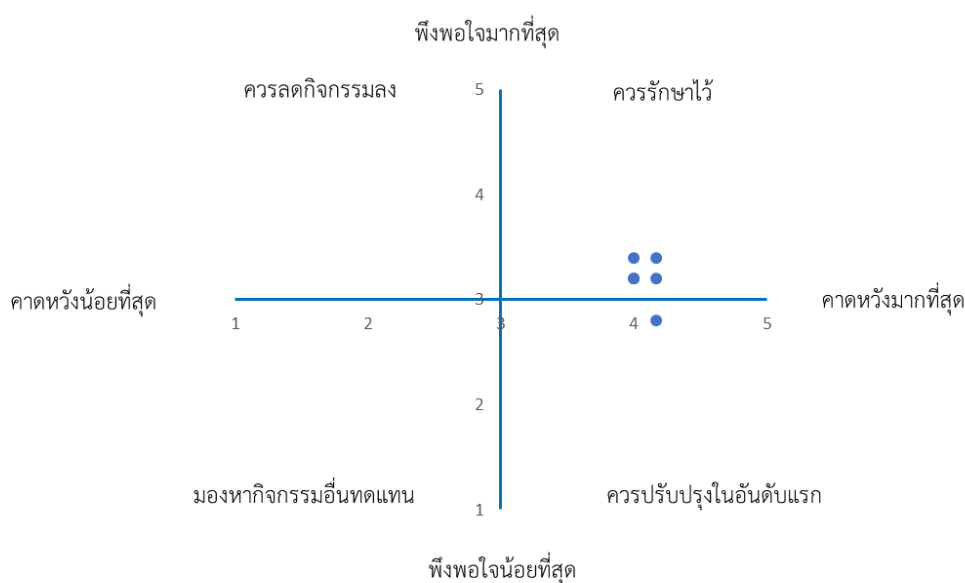 พึงพอใจมากที่สุด
ควรลดกิจกรรมลง
5
ควรรักษาไว้
4
คาดหวังน้อยที่สุด
3
คาดหวังมากที่สุด
1
2
3
4
5
2
มองหากิจกรรมอื่นทดแทน
1
ควรปรับปรุงในอันดับแรก
พึงพอใจน้อยที่สุด